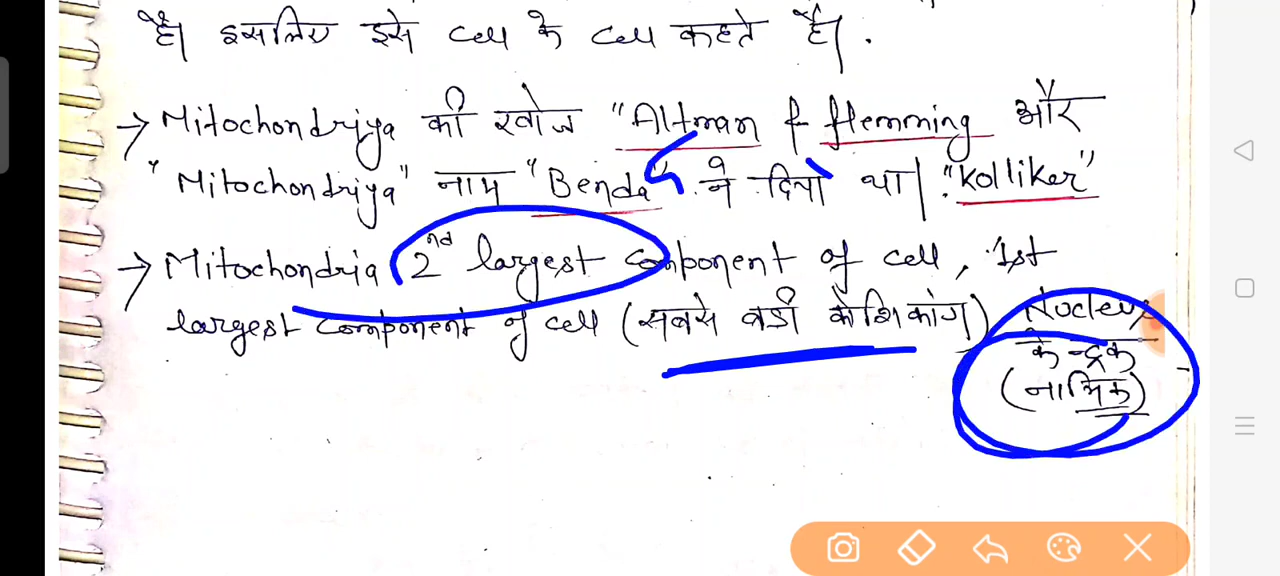 है। इसलिए इसे cell के cell कहते है।.
→ Mitochondriya की खोज "Altman & flemming और
"Mitochondriya" नाम "Benda" ने दिया था। "Kolliker"
→ Mitochondria 2nd largest component of cell, 1st
largest component of cell (सबसे बडी कोशिकांग) Nucleus
केन्द्रक
(नाभिक)